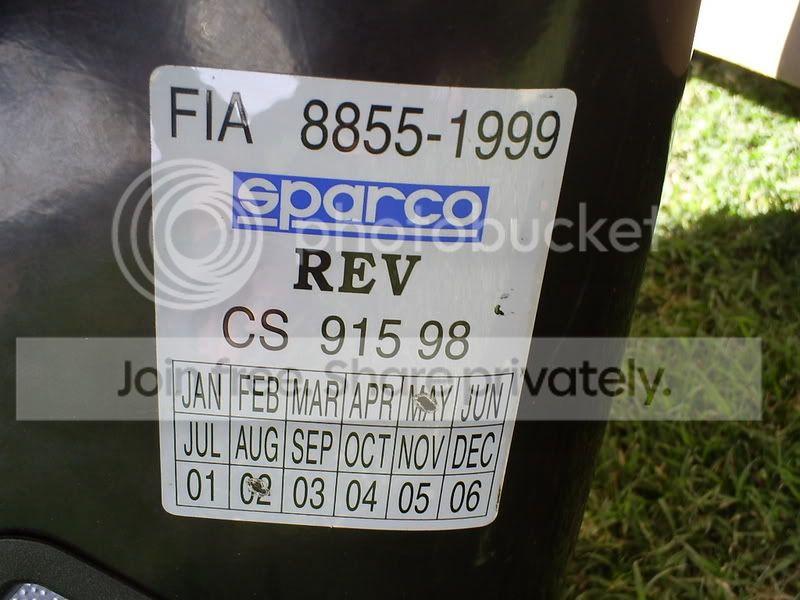 FIA 8855-1999
sparco
photobucket
REV
CS 915 98
Join free. Share privately.
JAN FEB MAR APR MAY JUN
JUL AUG SEP OCT NOV DEC
01 02 03 04 05 06